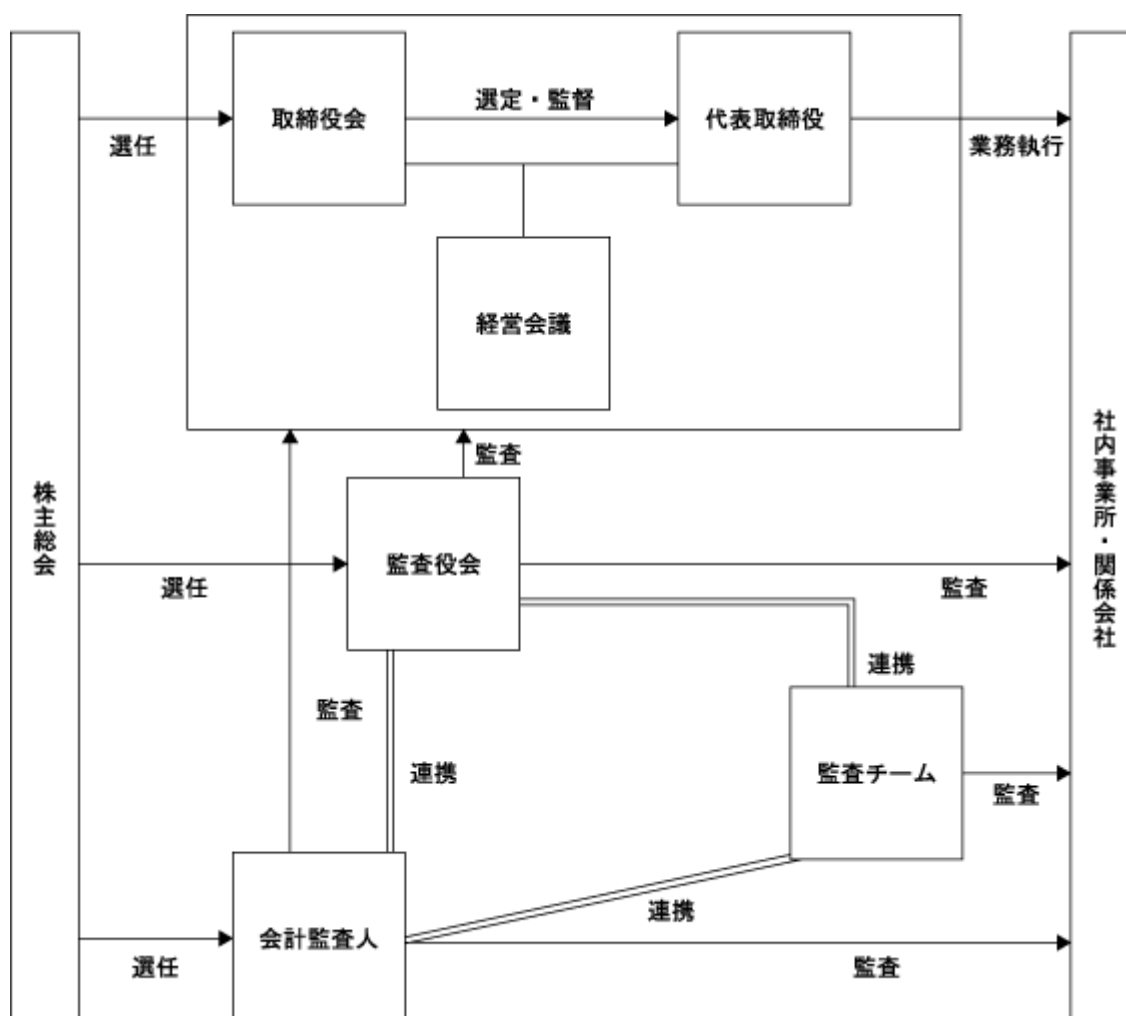 取締役会
選定・監督
代表取締役
選任
業務執行
経営会議
監査
株主総会
社内事業所・関係会社
監査役会
選任
監査
連携
監査
連携
監査チーム
監査
連携
会計監査人
選任
監査